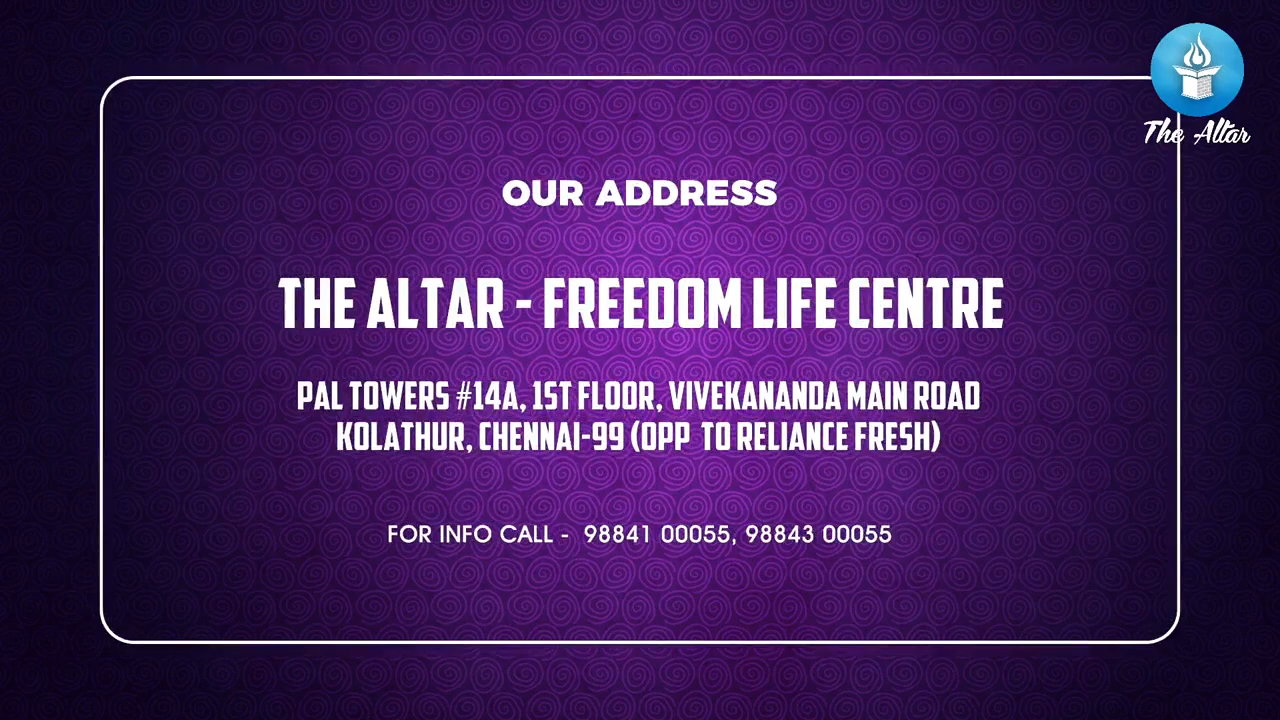 The Altar
OUR ADDRESS
THE ALTAR - FREEDOM LIFE CENTRE
PAL TOWERS #14A, 1ST FLOOR, VIVEKANANDA MAIN ROAD
KOLATHUR, CHENNAI-99 (OPP TO RELIANCE FRESH)
FOR INFO CALL - 98841 00055, 98843 00055